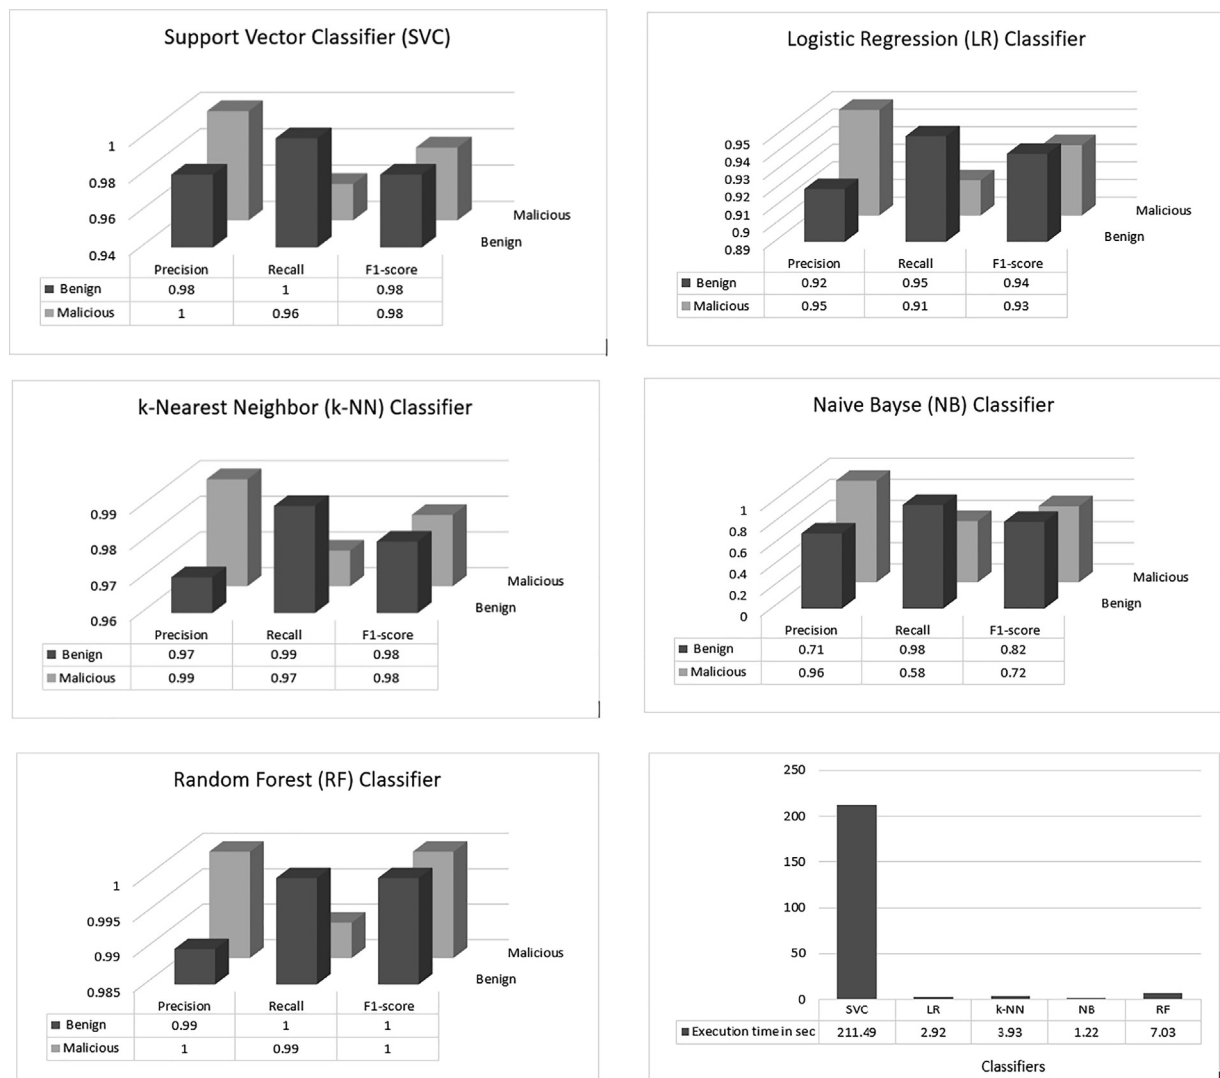 Support Vector Classifier (SVC)
1
0.98
0.96
0.94
Malicious
Benign
Precision Recall F1-score
Benign 0.98 1 0.98
Malicious 1 0.96 0.98
Logistic Regression (LR) Classifier
0.95
0.94
0.93
0.92
0.91
0.9
0.89
Malicious
Benign
Precision Recall F1-score
Benign 0.92 0.95 0.94
Malicious 0.95 0.91 0.93
k-Nearest Neighbor (k-NN) Classifier
0.99
0.98
0.97
0.96
Malicious
Benign
Precision Recall F1-score
Benign 0.97 0.99 0.98
Malicious 0.99 0.97 0.98
Naive Bayse (NB) Classifier
1
0.8
0.6
0.4
0.2
0
Malicious
Benign
Precision Recall F1-score
Benign 0.71 0.98 0.82
Malicious 0.96 0.58 0.72
Random Forest (RF) Classifier
1
0.995
0.99
0.985
Malicious
Benign
Precision Recall F1-score
Benign 0.99 1 1
Malicious 1 0.99 1
250
200
150
100
50
0
SVC LR k-NN NB RF
Execution time in sec 211.49 2.92 3.93 1.22 7.03
Classifiers